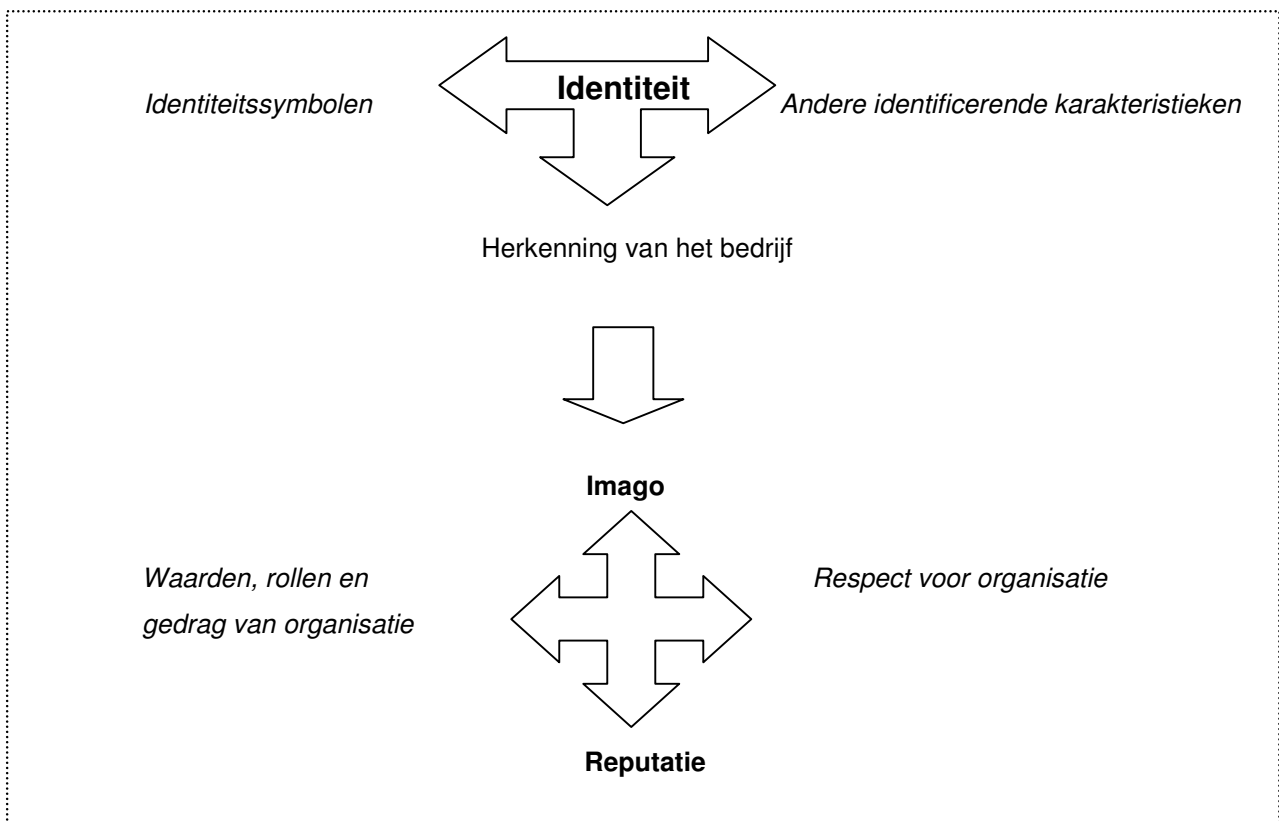 Identiteit
Identiteitssymbolen
Andere identificerende karakteristieken
Herkenning van het bedrijf
Imago
Waarden, rollen en
gedrag van organisatie
Respect voor organisatie
Reputatie